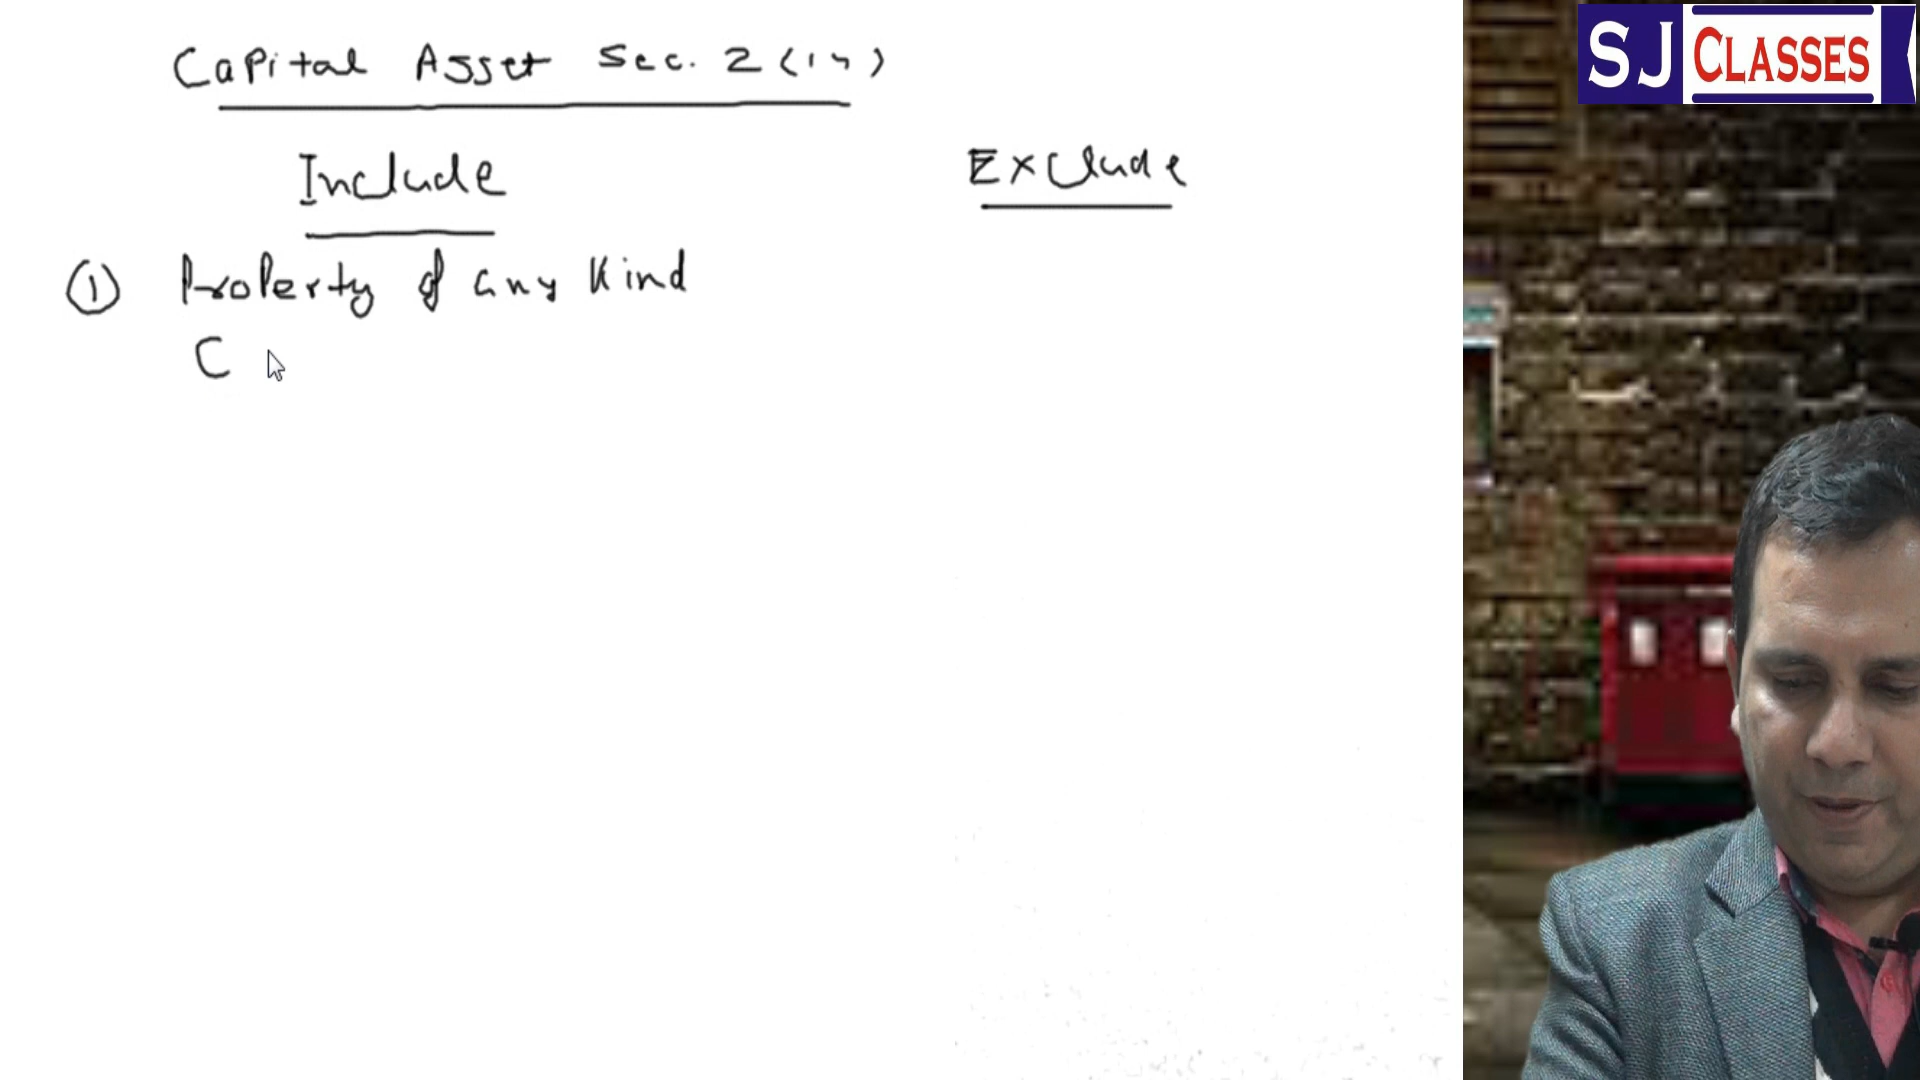 Capital Asset Sec. 2(14)
SJ CLASSES
Include
Exclude
① Property of any kind
C